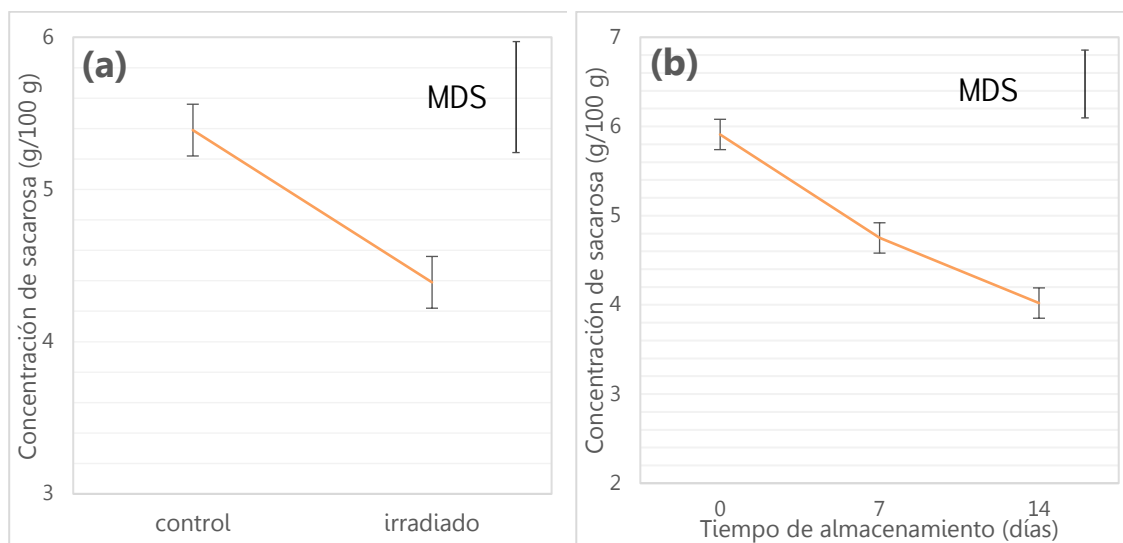 (a)
MDS
Concentración de sacarosa (g/100 g)
6
5
4
3
control irradiado
(b)
MDS
Concentración de sacarosa (g/100 g)
7
6
5
4
3
2
0 7 14
Tiempo de almacenamiento (días)